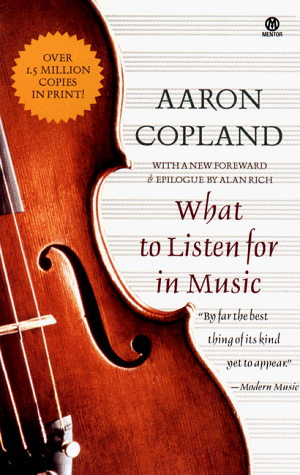 MENTOR
OVER
1.5 MILLION
COPIES
IN PRINT!
AARON
COPLAND
WITH A NEW FOREWARD
& EPILOGUE BY ALAN RICH
What
to Listen for
in Music
"By far the best
thing of its kind
yet to appear."
—Modern Music